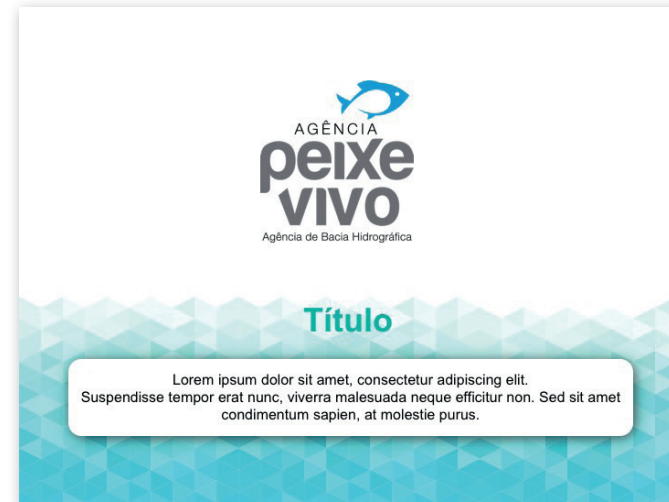 AGÊNCIA
peixe
VIVO
Agência de Bacia Hidrográfica
Título
Lorem ipsum dolor sit amet, consectetur adipiscing elit.
Suspendisse tempor erat nunc, viverra malesuada neque efficitur non. Sed sit amet
condimentum sapien, at molestie purus.